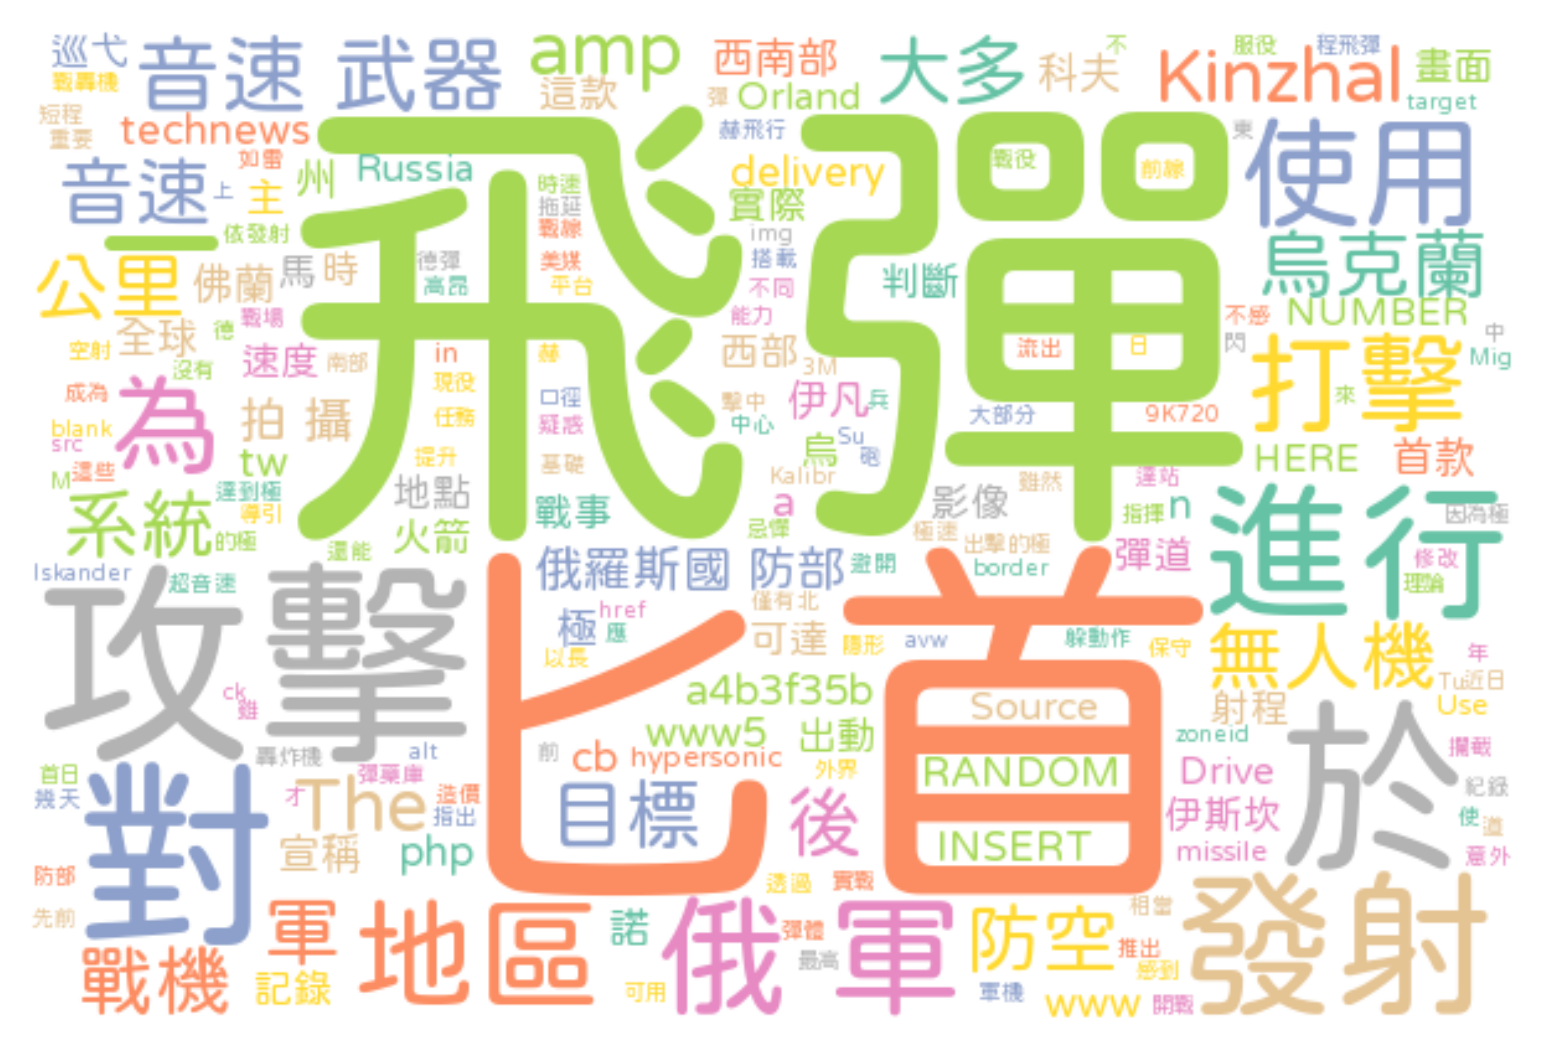 巡弋 音速 武器 amp 西南部 大多 科夫 不 服役 程飛彈
戰轟機 這款 彈 Orland Kinzhal 畫面
短程 technews target
重要 赫飛行 東
飛彈
音速 如雷 Russia delivery 戰役 前線 使用
上 主 州 時速 實際
依發射 拖延 戰線 img
公里 佛蘭 馬 時 德彈 美媒 搭載 判斷 烏克蘭
高昂 平台 不同 NUMBER
全球 德 戰場 能力 不感 中
空射 速度 南部 in 赫 西部 流出 日 閃 打擊 Mig
沒有 3M
成為 為 現役 口徑 擊中 伊凡 兵 來
blank 拍攝 任務 疑惑 中心 大部分 9K720
src tw 提升 基礎 烏 Su 砲 HERE 首款
M 這些 Kalibr 雖然 達站
系統 達到極 地點 戰事 a 影像 指揮 n 進行 因為極
導引 火箭 忌憚 極速
的極 還能 出擊的極 彈道 修改
Iskander 超音速 俄羅斯國防部 避開 border 理論
攻擊 匕首
極 href 僅有北
應 可達 隱形 avw 躲動作 保守 無人機 年
以長
ck 雖 a4b3f35b Source 射程 Tu 近日
www5 出動 zoneid Use
轟炸機 alt 前 cb hypersonic 於 攔截
首日 彈藥庫 外界 RANDOM Drive
幾天 對 才 The 造價 目標 後 伊斯坎 紀錄
指出 使 道
宣稱 php INSERT missile 意外
防部 透過 實戰
先前 軍 地區 諾 俄軍 彈體 防空 相當 發射
戰機 記錄 最高 推出
可用 軍機 感到
www 開戰